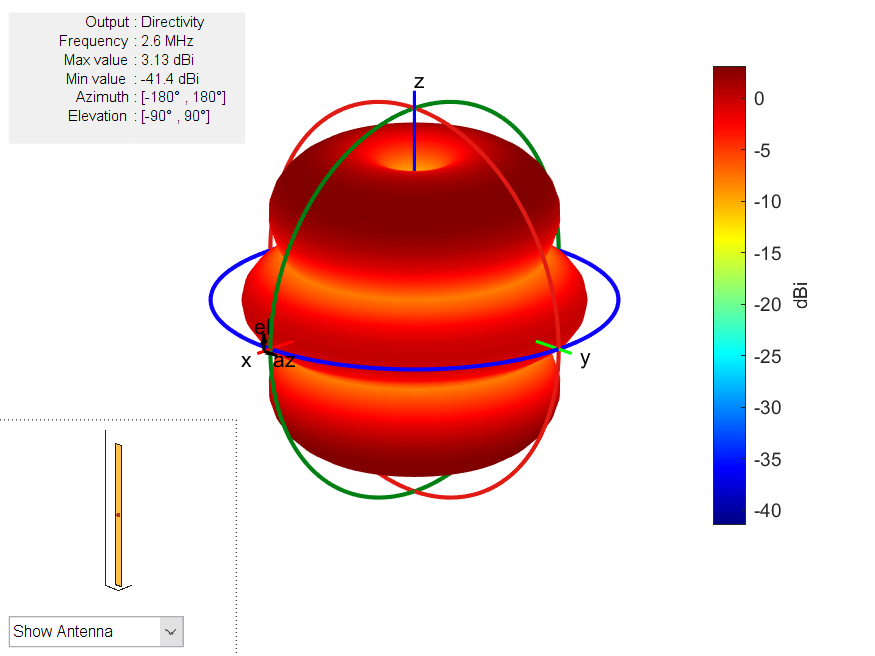 Output : Directivity
Frequency : 2.6 MHz
Max value : 3.13 dBi
Min value : -41.4 dBi
Azimuth : [-180° , 180°]
Elevation : [-90° , 90°]
z
el
x
az
y
0
-5
-10
-15
-20
-25
-30
-35
-40
dBi
Show Antenna